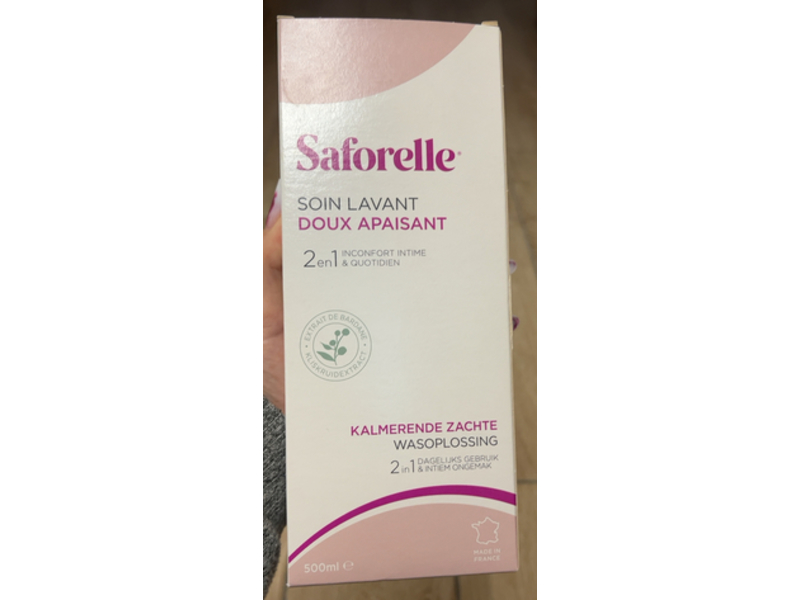 Saforelle®
SOIN LAVANT
DOUX APAISANT
2en1 INCONFORT INTIME
& QUOTIDIEN
EXTRAIT DE BARDANE
KLISKRUIDEXTRACT
KALMERENDE ZACHTE
WASOPLOSSING
2in1 DAGELIJKS GEBRUIK
& INTIEM ONGEMAK
MADE IN
FRANCE
500ml ℮